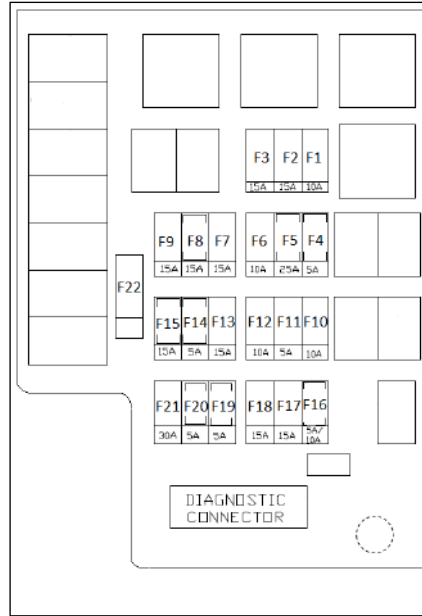 F3 F2 F1
15A 15A 10A
F9 F8 F7 F6 F5 F4
15A 15A 15A 10A 25A 5A
F22
F15 F14 F13 F12 F11 F10
15A 5A 15A 10A 5A 10A
F21 F20 F19 F18 F17 F16
30A 5A 5A 15A 15A 5A/
10A
DIAGNOSTIC
CONNECTOR